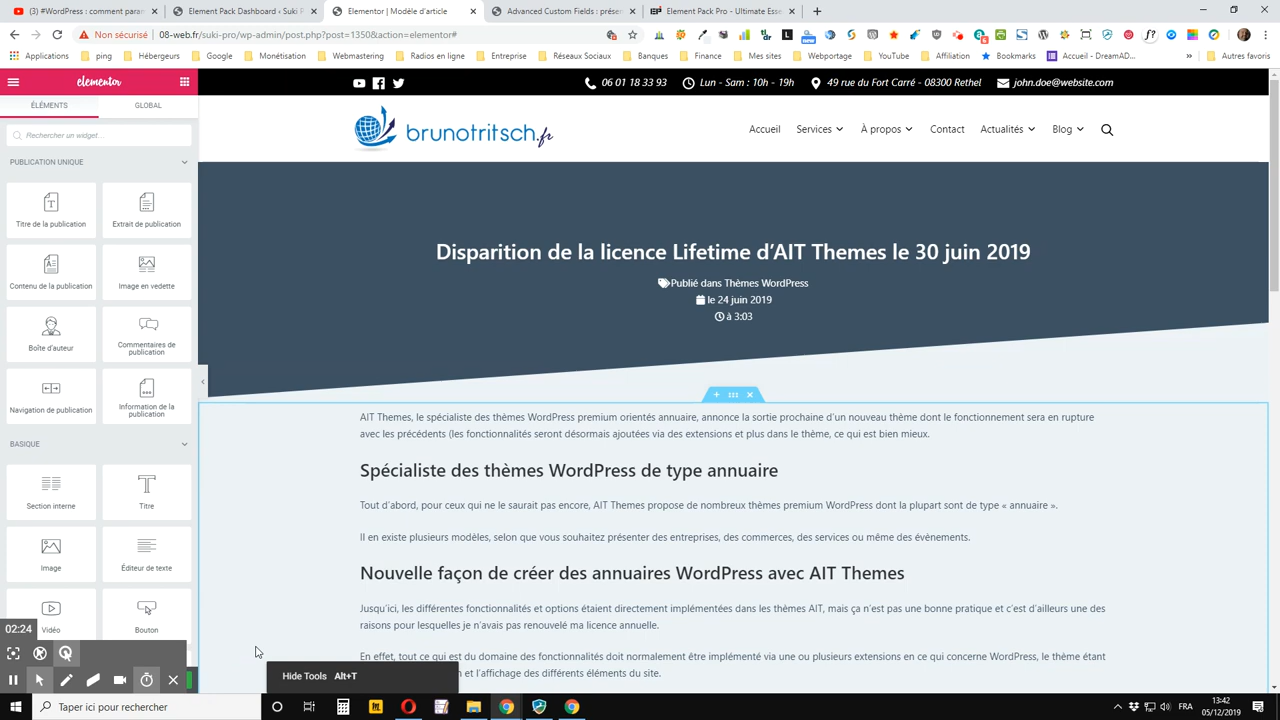 (3) #WordPress : comment param
Element Pack Dashboard ‹ Suki P
Elementor | Modèle d'article
Advanced Custom Fields : présen
Element Pack Pro - Ultimate Esse
Non sécurisé
08-web.fr/suki-pro/wp-admin/post.php?post=1350&action=elementor#
Applications
ping
Hébergeurs
Google
Monétisation
Webmastering
Radios en ligne
Entreprise
Réseaux Sociaux
Banques
Finance
Mes sites
Webportage
YouTube
Affiliation
Bookmarks
Accueil - DreamAD...
»
Autres favoris
elementor
ÉLÉMENTS
GLOBAL
Rechercher un widget...
PUBLICATION UNIQUE
Titre de la publication
Extrait de publication
Contenu de la publication
Image en vedette
Boîte d'auteur
Commentaires de
publication
Navigation de publication
Information de la
publication
BASIQUE
Section interne
Titre
Image
Éditeur de texte
Vidéo
Bouton
02:24
06 01 18 33 93
Lun - Sam : 10h - 19h
49 rue du Fort Carré - 08300 Rethel
john.doe@website.com
brunotritsch.fr
Accueil
Services
À propos
Contact
Actualités
Blog
Disparition de la licence Lifetime d'AIT Themes le 30 juin 2019
Publié dans Thèmes WordPress
le 24 juin 2019
à 3:03
AIT Themes, le spécialiste des thèmes WordPress premium orientés annuaire, annonce la sortie prochaine d'un nouveau thème dont le fonctionnement sera en rupture
avec les précédents (les fonctionnalités seront désormais ajoutées via des extensions et plus dans le thème, ce qui est bien mieux.
Spécialiste des thèmes WordPress de type annuaire
Tout d'abord, pour ceux qui ne le saurait pas encore, AIT Themes propose de nombreux thèmes premium WordPress dont la plupart sont de type « annuaire ».
Il en existe plusieurs modèles, selon que vous souhaitez présenter des entreprises, des commerces, des services ou même des évènements.
Nouvelle façon de créer des annuaires WordPress avec AIT Themes
Jusqu'ici, les différentes fonctionnalités et options étaient directement implémentées dans les thèmes AIT, mais ça n'est pas une bonne pratique et c'est d'ailleurs une des
raisons pour lesquelles je n'avais pas renouvelé ma licence annuelle.
En effet, tout ce qui est du domaine des fonctionnalités doit normalement être implémenté via une ou plusieurs extensions en ce qui concerne WordPress, le thème étant
n et l'affichage des différents éléments du site.
Hide Tools Alt+T
Taper ici pour rechercher
FRA
13:42
05/12/2019